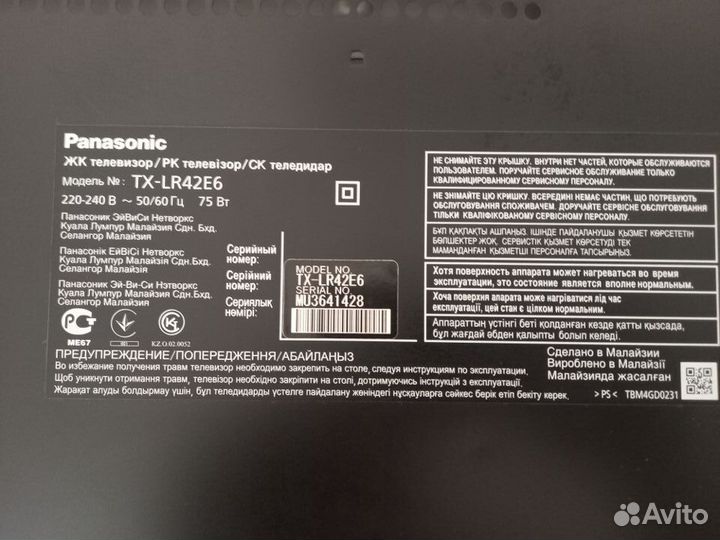 Panasonic
ЖК телевизор/РК телевізор/СК теледидар
Модель №: TX-LR42E6
220-240 В ~ 50/60 Гц 75 Вт
Панасоник ЭйВиСи Нетворкс
Куала Лумпур Малайзия Сдн.Бхд.
Селангор Малайзия
Панасонік ЕйВіСі Нетворкс
Куала Лумпур Малайзія Сдн.Бхд.
Селангор Малайзія
Панасоник Эй-Ви-Си Нэтворкс
Куала Лумпур Малайзия Сдн. Бхд.
Селангор, Малайзия
Серийный номер:
Серійний номер:
Сериялық нөмірі:
MODEL NO.
TX-LR42E6
SERIAL NO.
MU3641428
ME67
001
K.Z.O.02.0052
ПРЕДУПРЕЖДЕНИЕ/ПОПЕРЕДЖЕННЯ/АБАЙЛАҢЫЗ
Во избежание получения травм телевизор необходимо закрепить на столе, следуя инструкциям по эксплуатации.
Щоб уникнути отримання травм, телевізор необхідно закріпити на столі, дотримуючись інструкцій з експлуатації.
Жарақат алуды болдырмау үшін, бұл теледидарды үстелге пайдалану жөніндегі нұсқауларға сәйкес берік бекіту керек.
НЕ СНИМАЙТЕ ЭТУ КРЫШКУ. ВНУТРИ НЕТ ЧАСТЕЙ, КОТОРЫЕ ОБСЛУЖИВАЮТСЯ
ПОЛЬЗОВАТЕЛЕМ. ПОРУЧАЙТЕ СЕРВИСНОЕ ОБСЛУЖИВАНИЕ ТОЛЬКО
КВАЛИФИЦИРОВАННОМУ СЕРВИСНОМУ ПЕРСОНАЛУ.
НЕ ЗНІМАЙТЕ ЦЮ КРИШКУ. ВСЕРЕДИНІ НЕМАЄ ЧАСТИН, ЩО ПОТРЕБУЮТЬ
ОБСЛУГОВУВАННЯ СПОЖИВАЧЕМ. ДОРУЧАЙТЕ СЕРВІСНЕ ОБСЛУГОВУВАННЯ
ТІЛЬКИ КВАЛІФІКОВАНОМУ СЕРВІСНОМУ ПЕРСОНАЛУ.
БҰЛ ҚАҚПАҚТЫ АШПАҢЫЗ. ІШІНДЕ ПАЙДАЛАНУШЫ ҚЫЗМЕТ КӨРСЕТЕТІН
БӨЛШЕКТЕР ЖОҚ. СЕРВИСТІК ҚЫЗМЕТ КӨРСЕТУДІ ТЕК
МАМАНДАНҒАН ҚЫЗМЕТШІ ПЕРСОНАЛҒА ТАПСЫРЫҢЫЗ.
Хотя поверхность аппарата может нагреваться во время
эксплуатации, это состояние является вполне нормальным.
Хоча поверхня апарата може нагріватися під час
експлуатації, цей стан є цілком нормальним.
Аппараттың үстіңгі беті қолданған кезде қатты қызсада,
бұл жағдай әбден қалыпты болып келеді.
Сделано в Малайзии
Вироблено в Малайзії
Малайзияда жасалған
>PS< TBM4GD0231
Avito